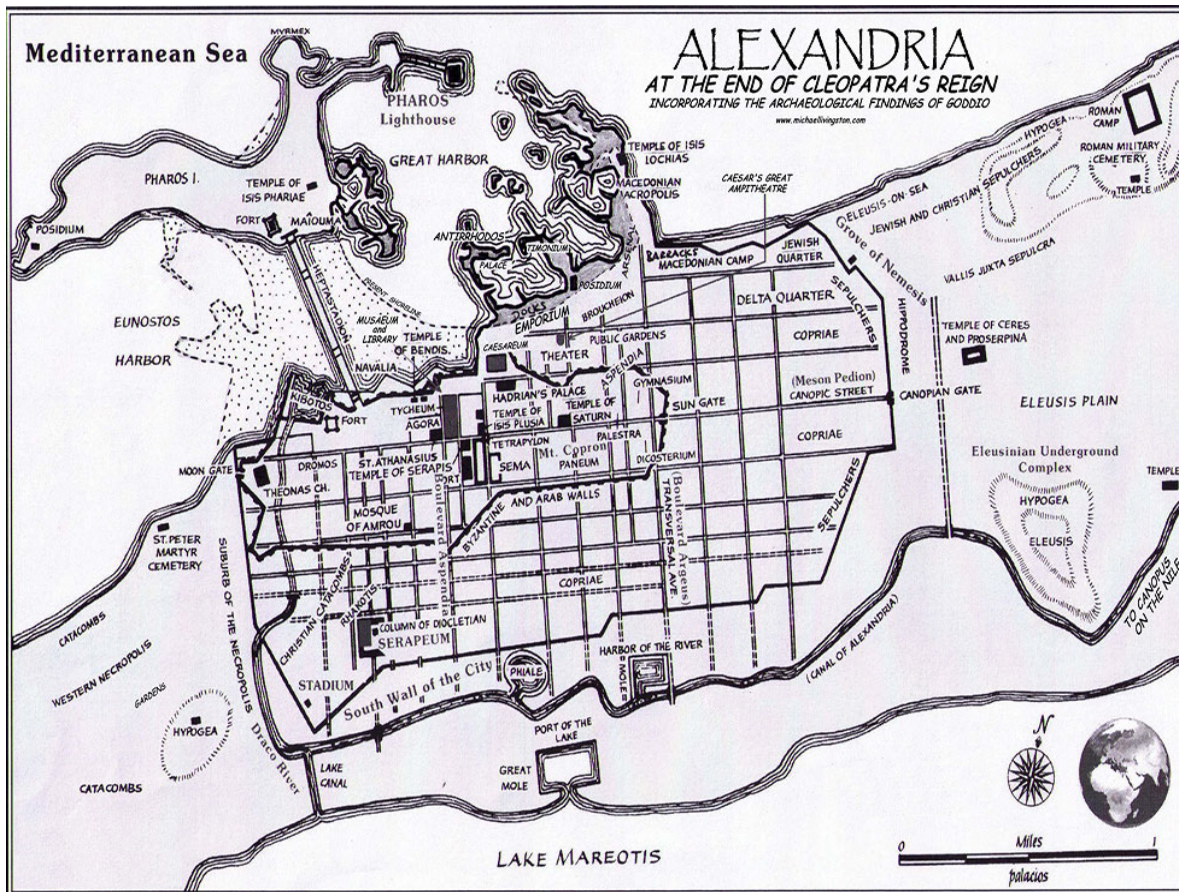 Mediterranean Sea
MYRMEX
ALEXANDRIA
AT THE END OF CLEOPATRA'S REIGN
INCORPORATING THE ARCHAEOLOGICAL FINDINGS OF GODDIO
www.michaellivingston.com
PHAROS
Lighthouse
GREAT HARBOR
PHAROS I.
TEMPLE OF
ISIS PHARIAE
FORT
MAÏOUMA
POSIDIUM
TEMPLE OF ISIS
LOCHIAS
MACEDONIAN
ACROPOLIS
CAESAR'S GREAT
AMPITHEATRE
HYPOGEA
ROMAN
CAMP
ROMAN MILITARY
CEMETERY
TEMPLE
ELEUSIS-ON-SEA
JEWISH AND CHRISTIAN SEPULCHERS
Grove of Nemesis
VALLIS JUXTA SEPULCRA
ANTIRRHODOS
TIMONIUM
PALACE
POSIDIUM
ARSENAL
BARRACKS
MACEDONIAN CAMP
JEWISH
QUARTER
SEPULCHERS
HIPPODROME
EUNOSTOS
HARBOR
HEPTASTADION
PRESENT SHORELINE
MUSAEUM
and
LIBRARY
TEMPLE
OF BENDIS
NAVALIA
DOCKS
EMPORIUM
BROUCHEION
DELTA QUARTER
CAESAREUM
PUBLIC GARDENS
THEATER
COPRIAE
TEMPLE OF CERES
AND PROSERPINA
ASPENDIA
GYMNASIUM
HADRIAN'S PALACE
(Meson Pedion)
CANOPIC STREET
CANOPIAN GATE
SUN GATE
ELEUSIS PLAIN
KIBOTOS
FORT
TYCHEUM
AGORA
TEMPLE OF
ISIS PLUSIA
TEMPLE OF
SATURN
TETRAPYLON
PALESTRA
COPRIAE
Mt. Copron
PANEUM
DICOSTERIUM
SEMA
MOON GATE
DROMOS
ST. ATHANASIUS
TEMPLE OF SERAPIS
FORT
THEONAS CH.
MOSQUE
OF AMROU
BYZANTINE AND ARAB WALLS
Boulevard Aspendia
(Boulevard Argeus)
TRANSVERSAL AVE.
SEPULCHERS
Eleusinian Underground
Complex
HYPOGEA
ELEUSIS
TEMPLE
ST. PETER
MARTYR
CEMETERY
SUBURB OF THE NECROPOLIS
CHRISTIAN CATACOMBS
RHAKOTIS
COPRIAE
COLUMN OF DIOCLETIAN
SERAPEUM
CATACOMBS
WESTERN NECROPOLIS
GARDENS
HYPOGEA
STADIUM
South Wall of the City
PHIALE
HARBOR OF THE RIVER
MOLE
(CANAL OF ALEXANDRIA)
TO CANOPUS
ON THE NILE
Draco River
LAKE
CANAL
CATACOMBS
PORT OF THE
LAKE
GREAT
MOLE
N
LAKE MAREOTIS
0 Miles 1
palacios